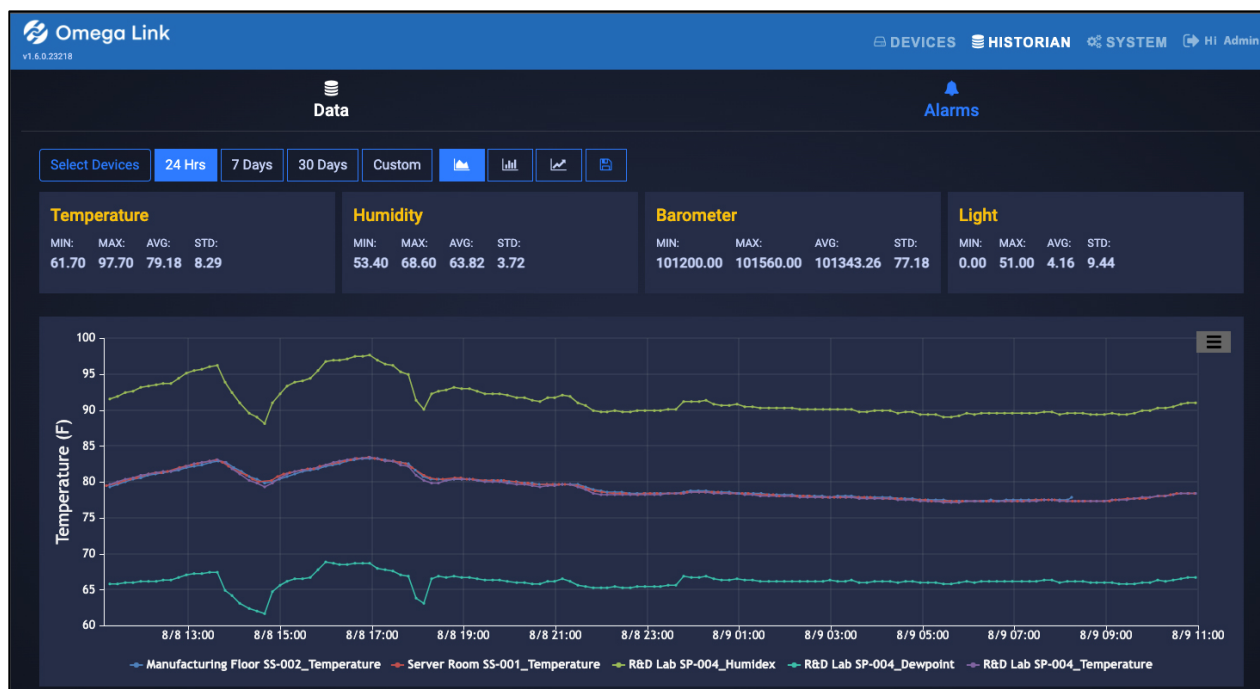 Omega Link
v1.6.0.23218
DEVICES HISTORIAN SYSTEM Hi Admin
Data Alarms
Select Devices 24 Hrs 7 Days 30 Days Custom
Temperature
MIN: MAX: AVG: STD:
61.70 97.70 79.18 8.29
Humidity
MIN: MAX: AVG: STD:
53.40 68.60 63.82 3.72
Barometer
MIN: MAX: AVG: STD:
101200.00 101560.00 101343.26 77.18
Light
MIN: MAX: AVG: STD:
0.00 51.00 4.16 9.44
Temperature (F)
100
95
90
85
80
75
70
65
60
8/8 13:00 8/8 15:00 8/8 17:00 8/8 19:00 8/8 21:00 8/8 23:00 8/9 01:00 8/9 03:00 8/9 05:00 8/9 07:00 8/9 09:00 8/9 11:00
Manufacturing Floor SS-002_Temperature Server Room SS-001_Temperature R&D Lab SP-004_Humidex R&D Lab SP-004_Dewpoint R&D Lab SP-004_Temperature